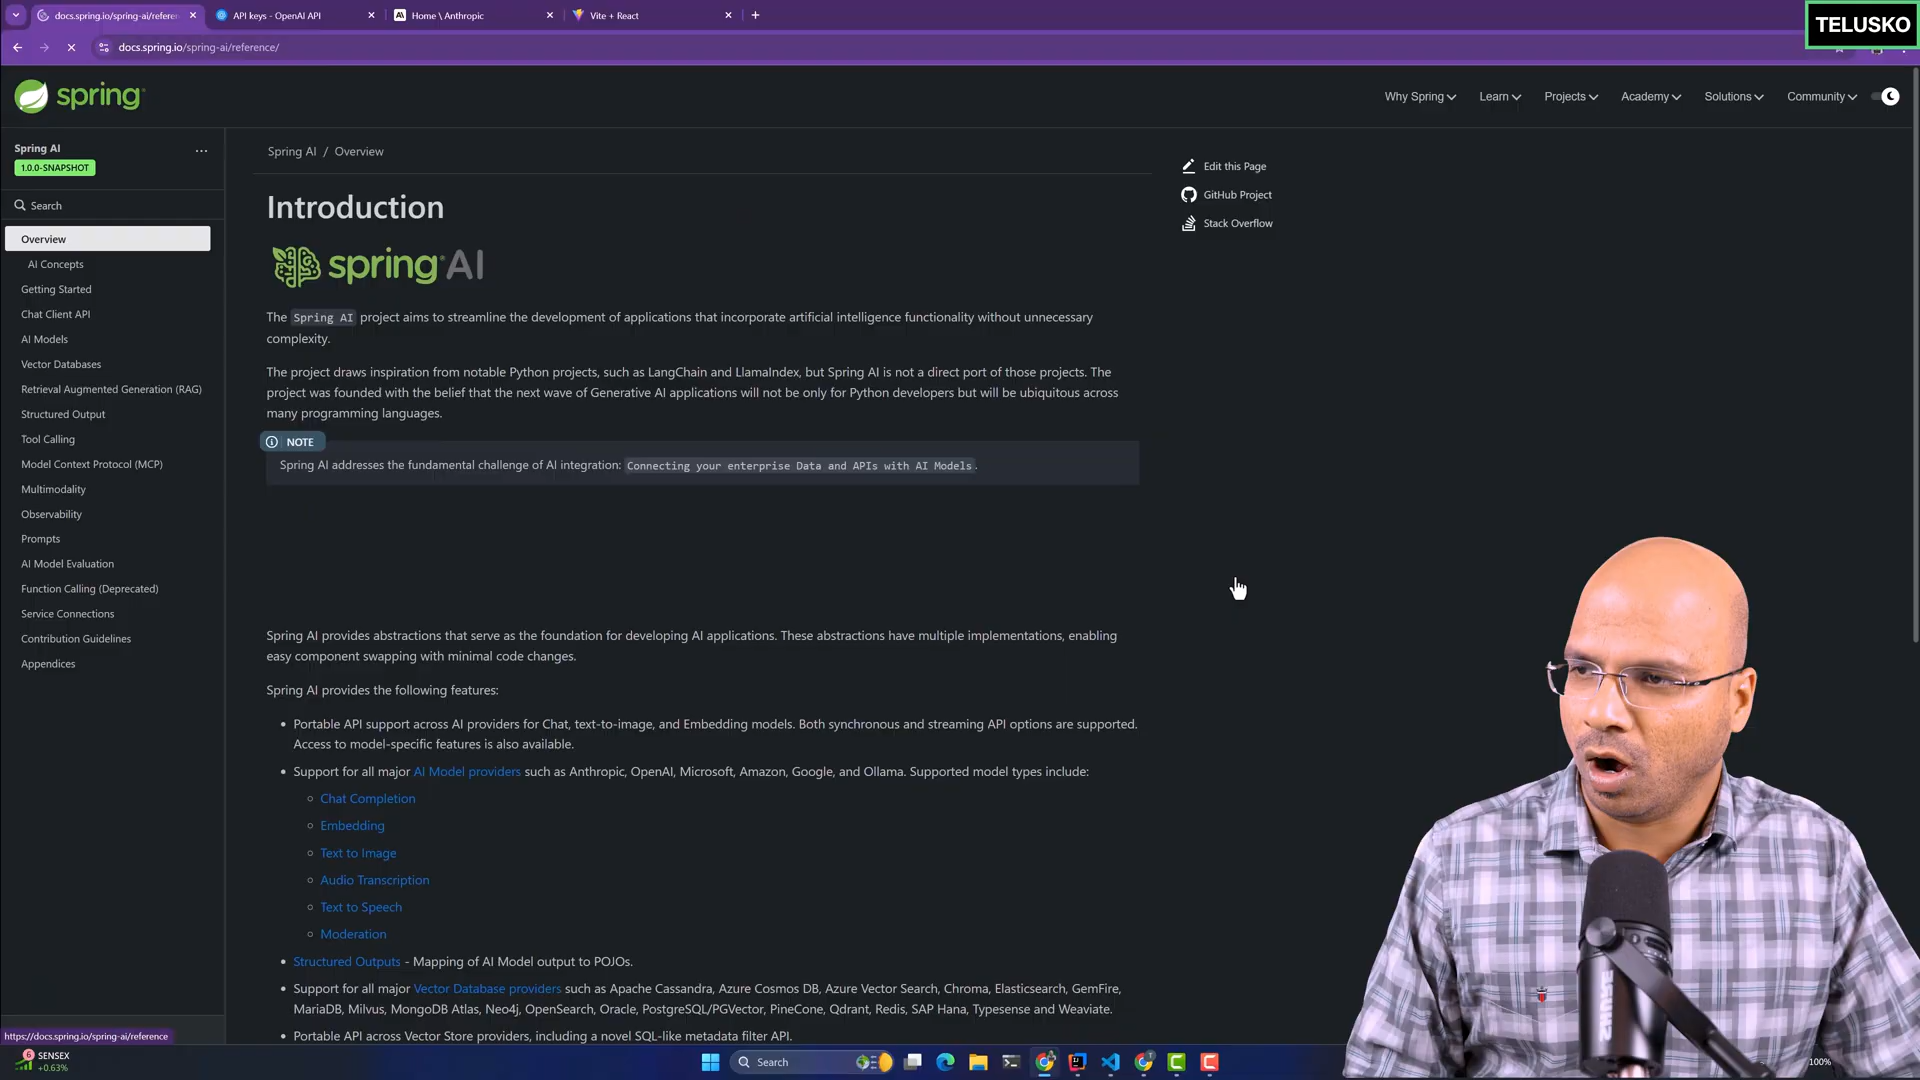 docs.spring.io/spring-ai/referen
API keys - OpenAI API
Home \ Anthropic
Vite + React
TELUSKO
docs.spring.io/spring-ai/reference/
spring
Why Spring
Learn
Projects
Academy
Solutions
Community
Spring AI
1.0.0-SNAPSHOT
Search
Overview
AI Concepts
Getting Started
Chat Client API
AI Models
Vector Databases
Retrieval Augmented Generation (RAG)
Structured Output
Tool Calling
Model Context Protocol (MCP)
Multimodality
Observability
Prompts
AI Model Evaluation
Function Calling (Deprecated)
Service Connections
Contribution Guidelines
Appendices
Spring AI / Overview
Introduction
spring AI
The Spring AI project aims to streamline the development of applications that incorporate artificial intelligence functionality without unnecessary
complexity.
The project draws inspiration from notable Python projects, such as LangChain and LlamaIndex, but Spring AI is not a direct port of those projects. The
project was founded with the belief that the next wave of Generative AI applications will not be only for Python developers but will be ubiquitous across
many programming languages.
NOTE
Spring AI addresses the fundamental challenge of AI integration: Connecting your enterprise Data and APIs with AI Models.
Spring AI provides abstractions that serve as the foundation for developing AI applications. These abstractions have multiple implementations, enabling
easy component swapping with minimal code changes.
Spring AI provides the following features:
• Portable API support across AI providers for Chat, text-to-image, and Embedding models. Both synchronous and streaming API options are supported.
Access to model-specific features is also available.
• Support for all major AI Model providers such as Anthropic, OpenAI, Microsoft, Amazon, Google, and Ollama. Supported model types include:
Chat Completion
Embedding
Text to Image
Audio Transcription
Text to Speech
Moderation
• Structured Outputs - Mapping of AI Model output to POJOs.
• Support for all major Vector Database providers such as Apache Cassandra, Azure Cosmos DB, Azure Vector Search, Chroma, Elasticsearch, GemFire,
MariaDB, Milvus, MongoDB Atlas, Neo4j, OpenSearch, Oracle, PostgreSQL/PGVector, PineCone, Qdrant, Redis, SAP Hana, Typesense and Weaviate.
• Portable API across Vector Store providers, including a novel SQL-like metadata filter API.
Edit this Page
GitHub Project
Stack Overflow
https://docs.spring.io/spring-ai/reference
6
SENSEX
+0.63%
Search
100%